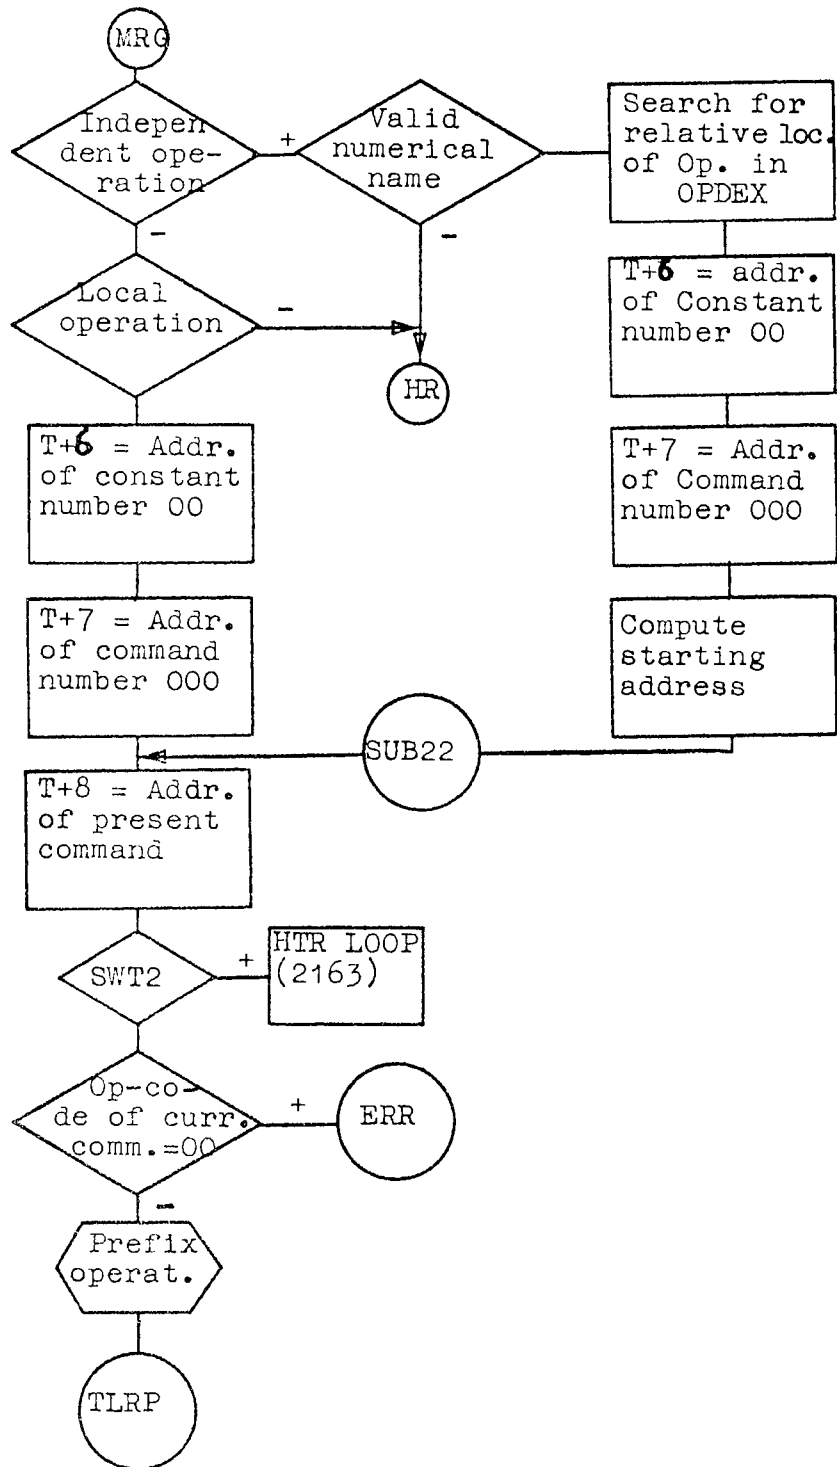 MRG
Indepen
dent ope-
ration
+
-
Valid
numerical
name
-
Search for
relative loc.
of Op. in
OPDEX
Local
operation
-
HR
T+6 = addr.
of Constant
number 00
T+7 = Addr.
of Command
number 000
Compute
starting
address
T+6 = Addr.
of constant
number 00
T+7 = Addr.
of command
number 000
SUB22
T+8 = Addr.
of present
command
SWT2
+
HTR LOOP
(2163)
Op-co-
de of curr.
comm.=00
+
ERR
-
Prefix
operat.
TLRP